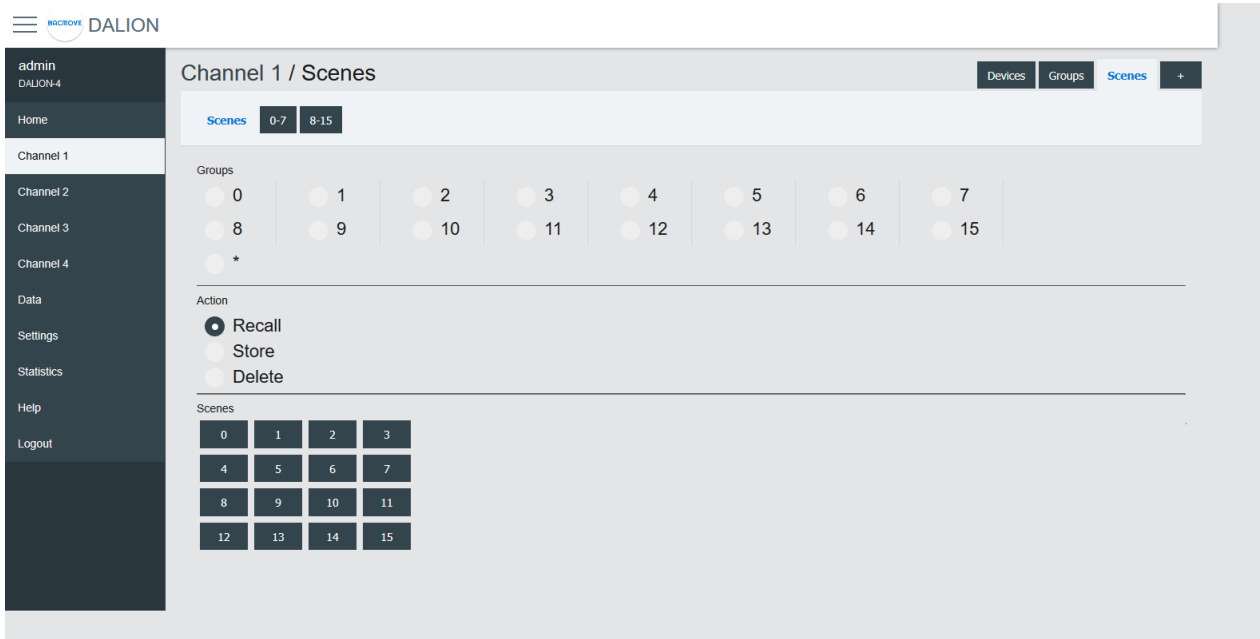 BACMOVE DALION
admin
DALION-4
Home
Channel 1
Channel 2
Channel 3
Channel 4
Data
Settings
Statistics
Help
Logout
Channel 1 / Scenes
Devices Groups Scenes +
Scenes 0-7 8-15
Groups
0 1 2 3 4 5 6 7
8 9 10 11 12 13 14 15
*
Action
Recall
Store
Delete
Scenes
0 1 2 3
4 5 6 7
8 9 10 11
12 13 14 15